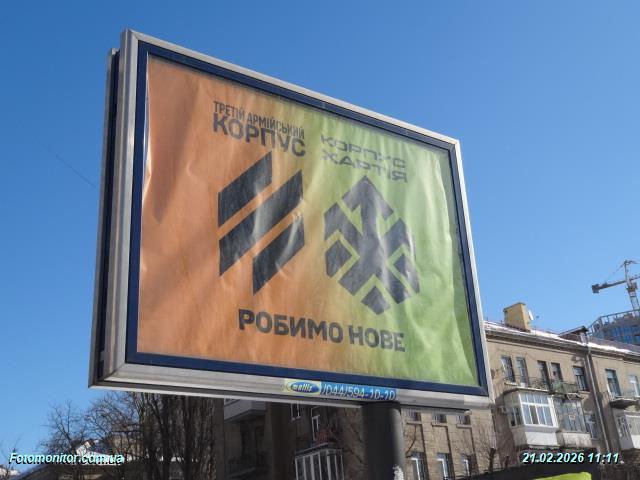 ТРЕТІЙ АРМІЙСЬКИЙ
КОРПУС
КОРПУС
ХАРТІЯ
РОБИМО НОВЕ
/044/594-10-10
Fotomonitor.com.ua
21.02.2026 11:11